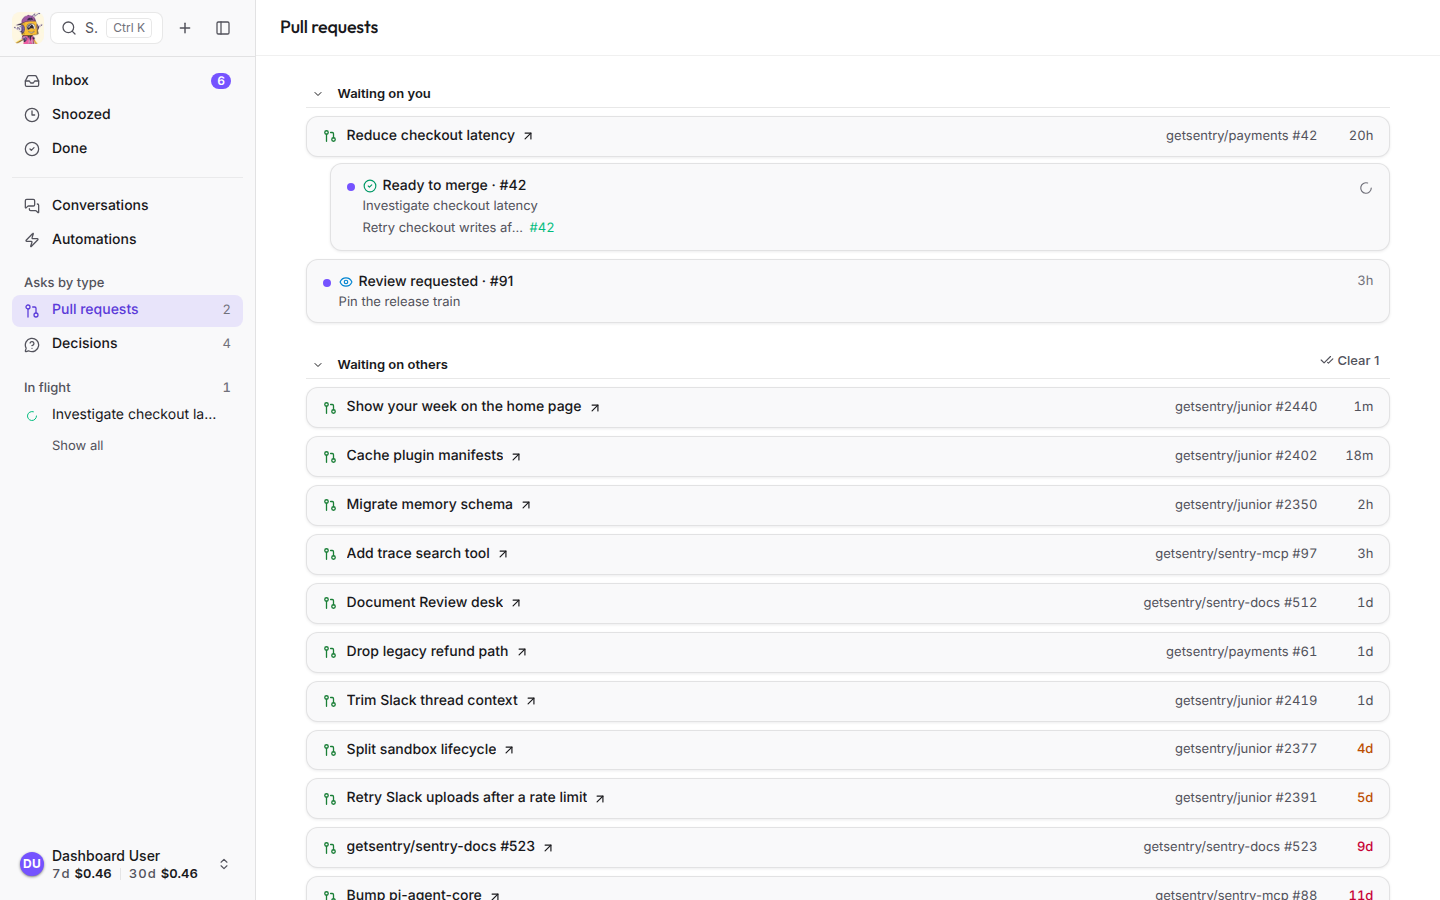 S. Ctrl K
Inbox 6
Snoozed
Done
Conversations
Automations
Asks by type
Pull requests 2
Decisions 4
In flight 1
Investigate checkout la...
Show all
DU Dashboard User
7d $0.46 30d $0.46
Pull requests
Waiting on you
Reduce checkout latency getsentry/payments #42 20h
Ready to merge · #42
Investigate checkout latency
Retry checkout writes af... #42
Review requested · #91 3h
Pin the release train
Waiting on others Clear 1
Show your week on the home page getsentry/junior #2440 1m
Cache plugin manifests getsentry/junior #2402 18m
Migrate memory schema getsentry/junior #2350 2h
Add trace search tool getsentry/sentry-mcp #97 3h
Document Review desk getsentry/sentry-docs #512 1d
Drop legacy refund path getsentry/payments #61 1d
Trim Slack thread context getsentry/junior #2419 1d
Split sandbox lifecycle getsentry/junior #2377 4d
Retry Slack uploads after a rate limit getsentry/junior #2391 5d
getsentry/sentry-docs #523 getsentry/sentry-docs #523 9d
Bump pi-agent-core getsentry/sentry-mcp #88 11d